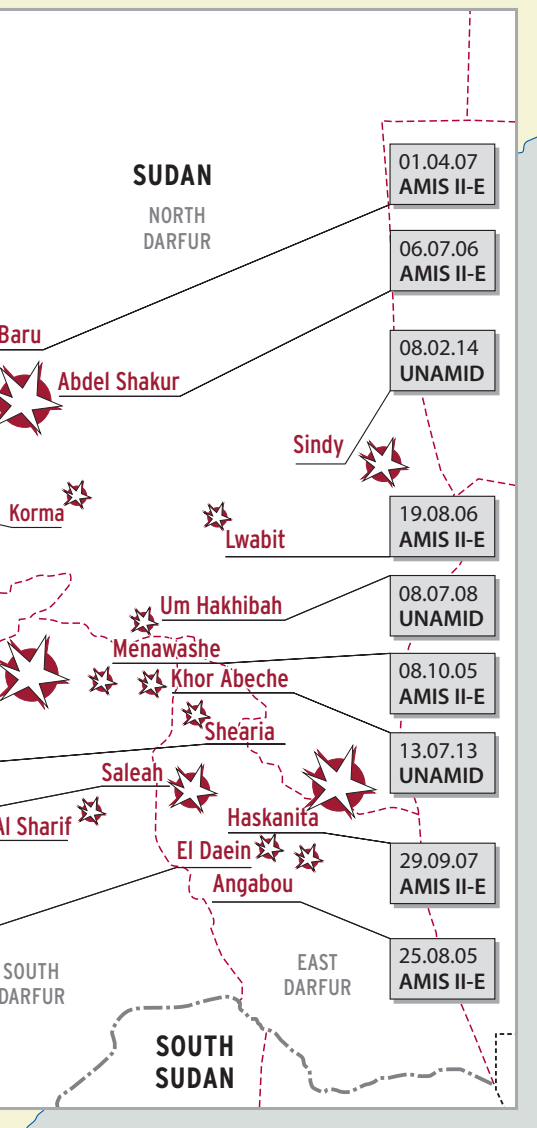 01.04.07
AMIS II-E
SUDAN
NORTH
DARFUR
06.07.06
AMIS II-E
Baru
08.02.14
UNAMID
Abdel Shakur
Sindy
Korma
19.08.06
AMIS II-E
Lwabit
08.07.08
UNAMID
Um Hakhibah
Menawashe
08.10.05
AMIS II-E
Khor Abeche
Shearia
13.07.13
UNAMID
Saleah
Haskanita
Al Sharif
El Daein
29.09.07
AMIS II-E
Angabou
25.08.05
AMIS II-E
SOUTH
DARFUR
EAST
DARFUR
SOUTH
SUDAN